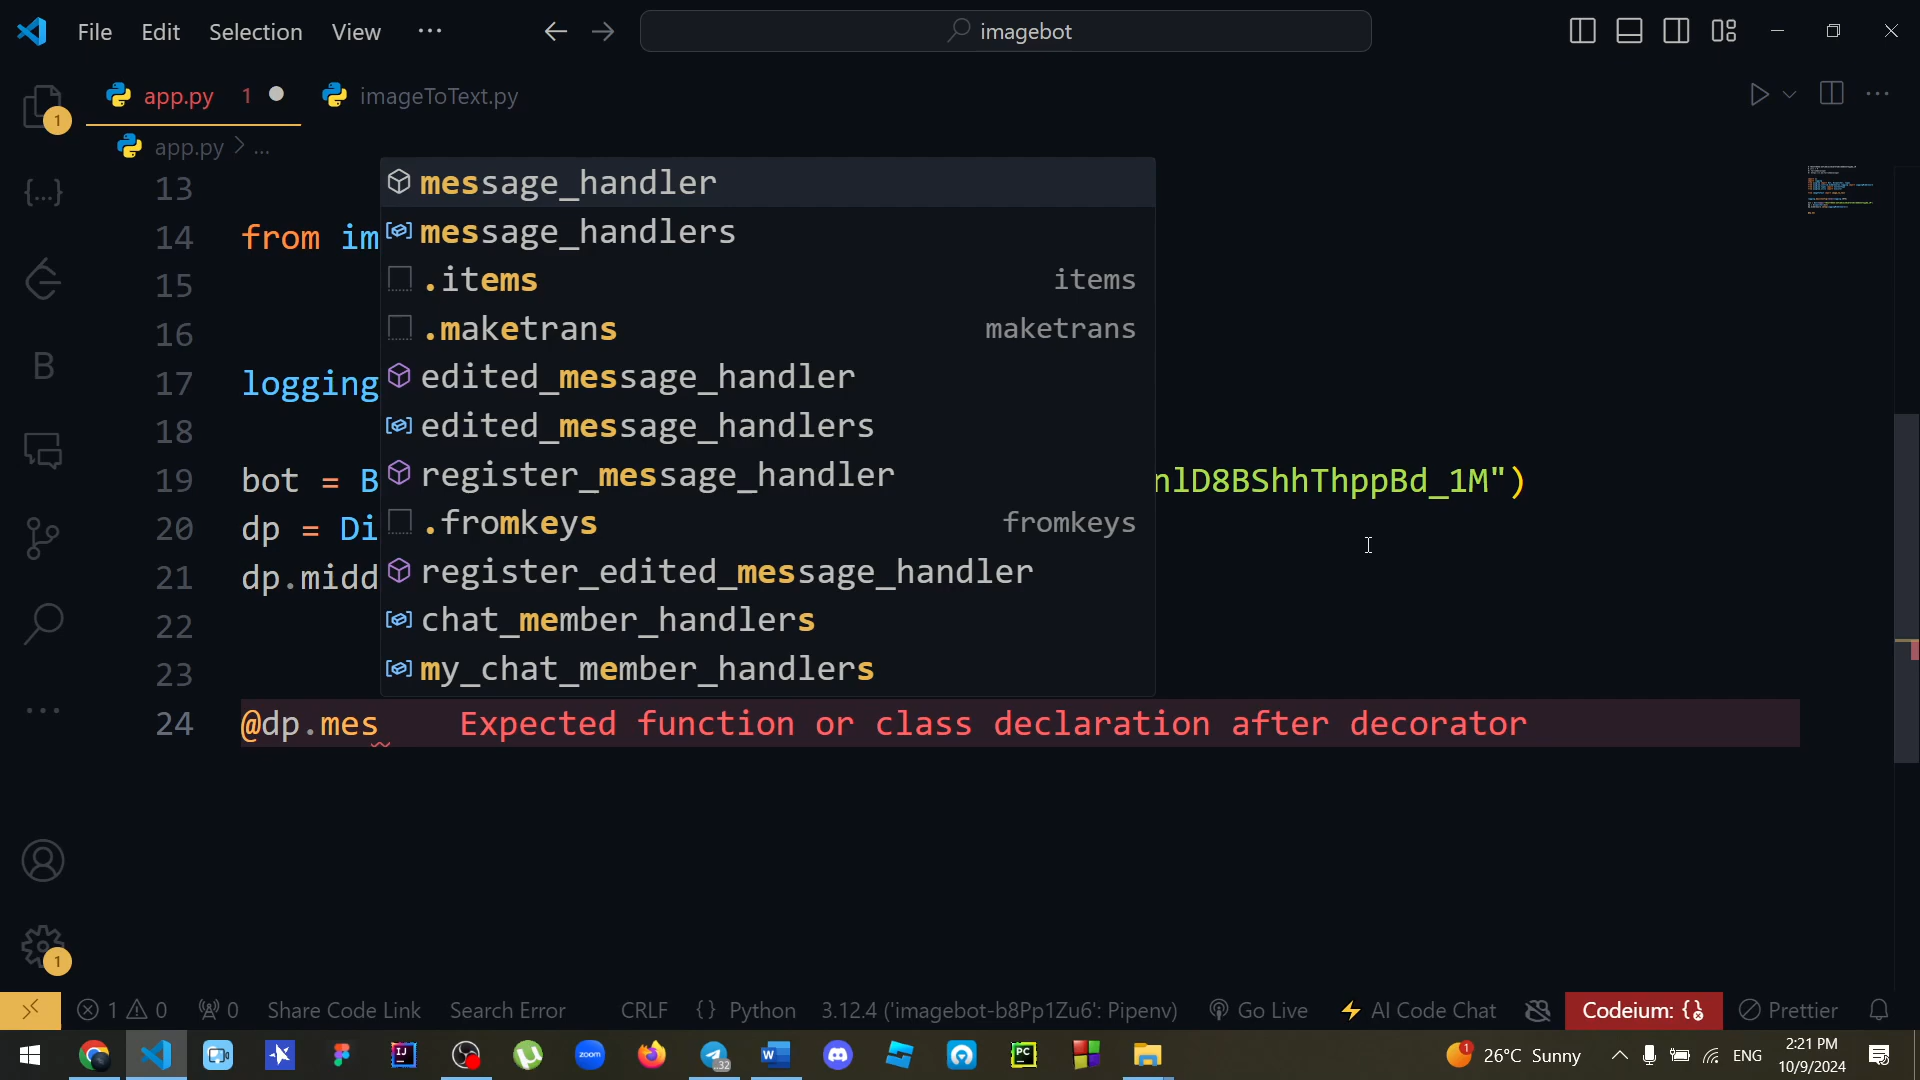 File Edit Selection View ··· imagebot
app.py 1 imageToText.py
app.py > ...
message_handler
message_handlers
.items items
.maketrans maketrans
edited_message_handler
edited_message_handlers
register_message_handler
.fromkeys fromkeys
register_edited_message_handler
chat_member_handlers
my_chat_member_handlers
13
14 from im
15
16
17 logging
18
19 bot = B nlD8BShhThppBd_1M")
20 dp = Di
21 dp.midd
22
23
24 @dp.mes Expected function or class declaration after decorator
1
1
1 0 0 Share Code Link Search Error CRLF {} Python 3.12.4 ('imagebot-b8Pp1Zu6': Pipenv) Go Live AI Code Chat Codeium: {} Prettier
26°C Sunny ENG 2:21 PM
10/9/2024